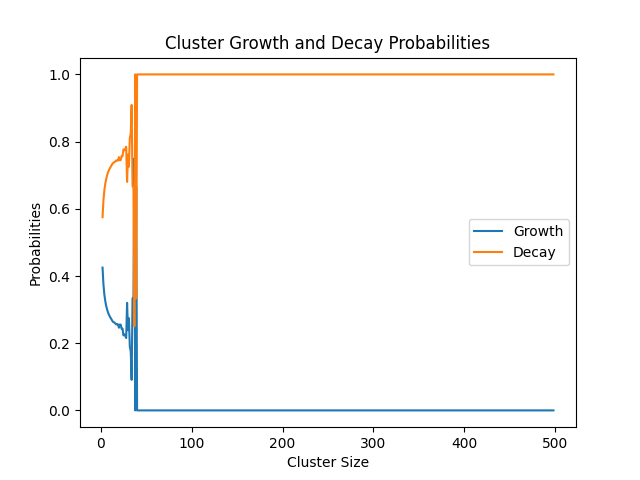 Cluster Growth and Decay Probabilities
1.0
0.8
0.6
0.4
0.2
0.0
Probabilities
Growth
Decay
0
100
200
300
400
500
Cluster Size